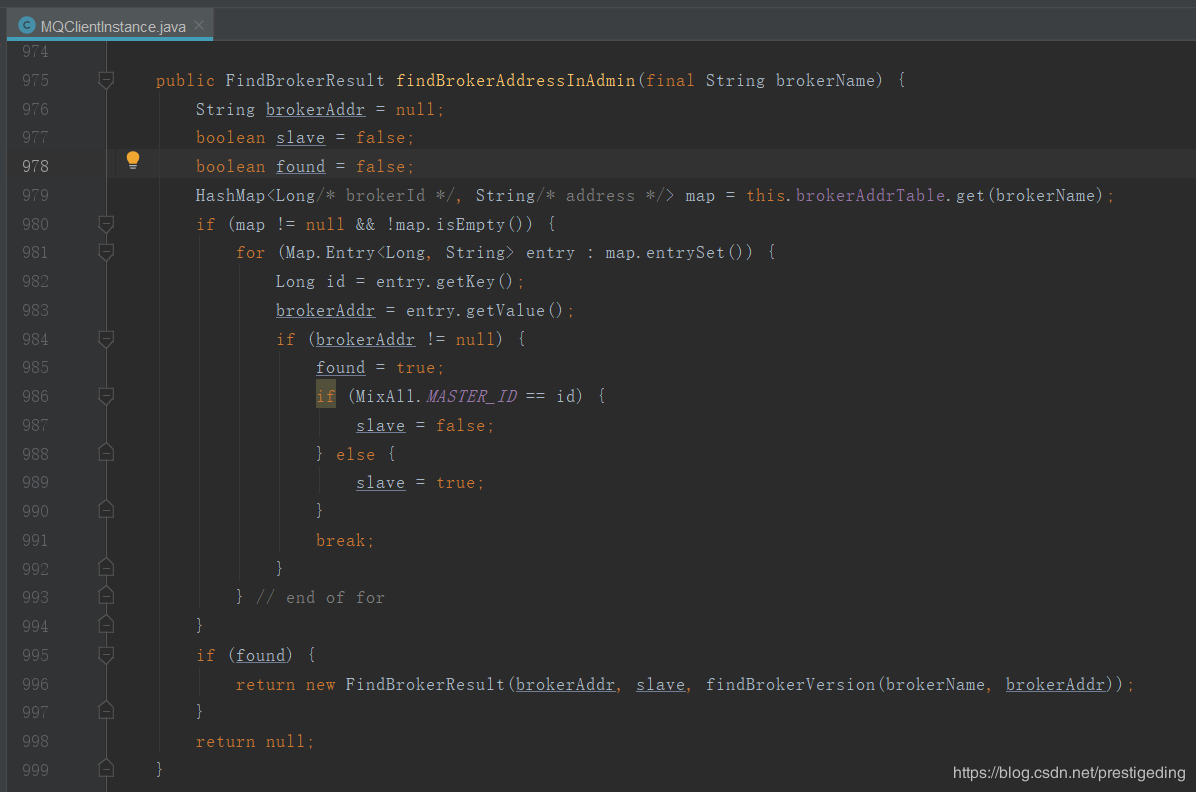 MQClientInstance.java
974
975 public FindBrokerResult findBrokerAddressInAdmin(final String brokerName) {
976 String brokerAddr = null;
977 boolean slave = false;
978 boolean found = false;
979 HashMap<Long/* brokerId */, String/* address */> map = this.brokerAddrTable.get(brokerName);
980 if (map != null && !map.isEmpty()) {
981 for (Map.Entry<Long, String> entry : map.entrySet()) {
982 Long id = entry.getKey();
983 brokerAddr = entry.getValue();
984 if (brokerAddr != null) {
985 found = true;
986 if (MixAll.MASTER_ID == id) {
987 slave = false;
988 } else {
989 slave = true;
990 }
991 break;
992 }
993 } // end of for
994 }
995 if (found) {
996 return new FindBrokerResult(brokerAddr, slave, findBrokerVersion(brokerName, brokerAddr));
997 }
998 return null;
999 }
https://blog.csdn.net/prestigeding